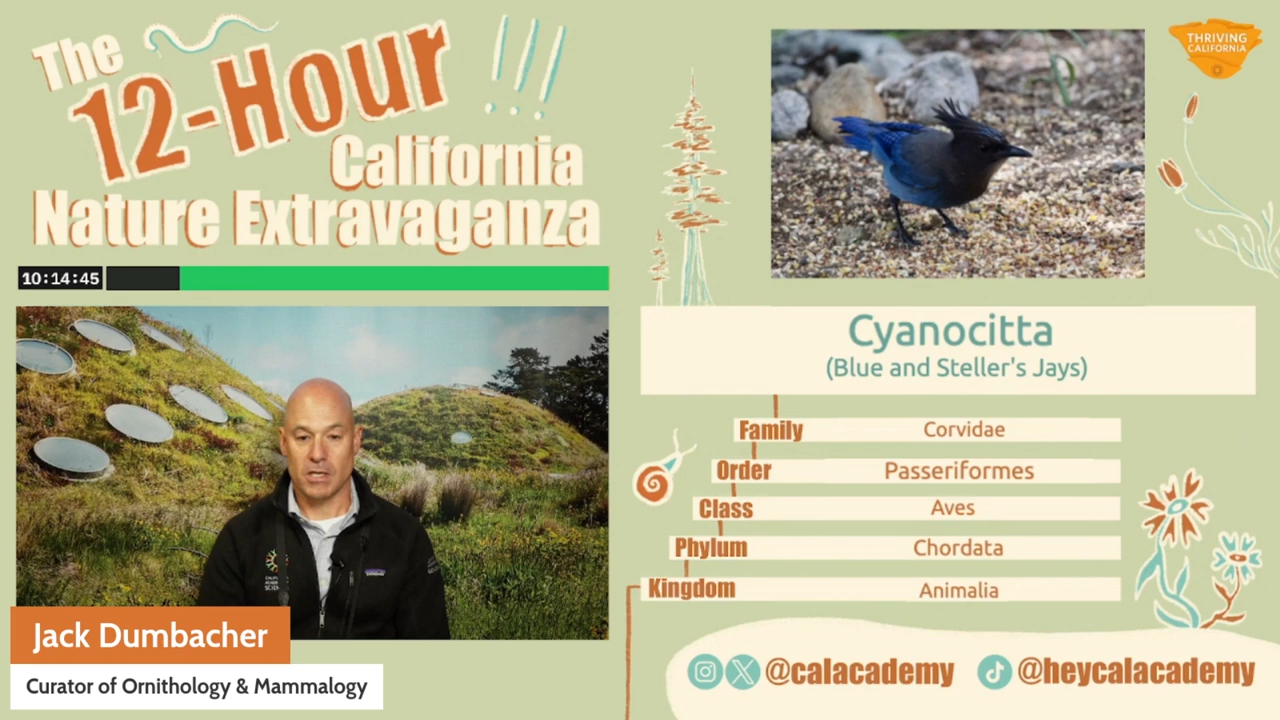 The
12-Hour !!!
California
Nature Extravaganza
10:14:45
Jack Dumbacher
Curator of Ornithology & Mammalogy
THRIVING
CALIFORNIA
Cyanocitta
(Blue and Steller's Jays)
Family Corvidae
Order Passeriformes
Class Aves
Phylum Chordata
Kingdom Animalia
@calacademy @heycalacademy